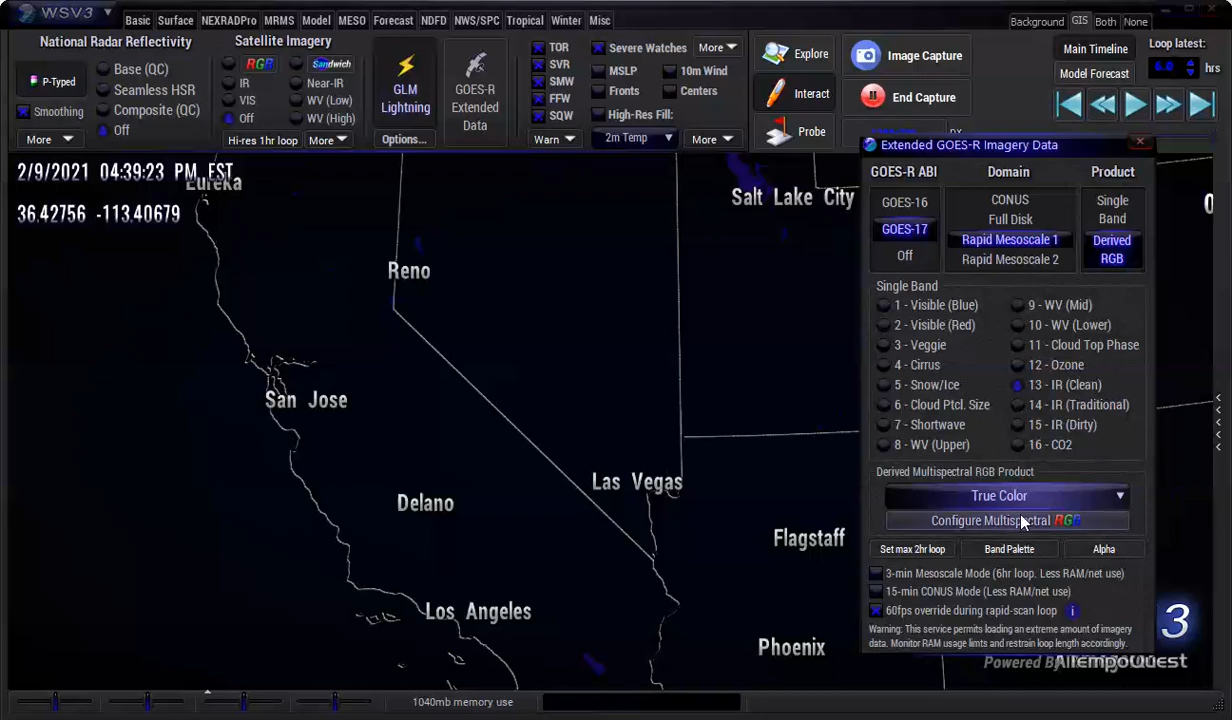 WSV3
Basic Surface NEXRADPro MRMS Model MESO Forecast NDFD NWS/SPC Tropical Winter Misc
Background GIS Both None
National Radar Reflectivity
P-Typed
Base (QC)
Seamless HSR
Smoothing
Composite (QC)
More
Off
Satellite Imagery
RGB Sandwich
IR Near-IR
VIS WV (Low)
Off WV (High)
Hi-res 1hr loop More
GLM
Lightning
Options...
GOES-R
Extended
Data
TOR
SVR
SMW
FFW
SQW
Warn
Severe Watches More
MSLP 10m Wind
Fronts Centers
High-Res Fill:
2m Temp More
Explore
Interact
Probe
Image Capture
End Capture
Main Timeline
Model Forecast
Loop latest:
6.0 hrs
2/9/2021 04:39:23 PM EST
36.42756 -113.40679
Eureka
Reno
Salt Lake City
San Jose
Las Vegas
Delano
Flagstaff
Los Angeles
Phoenix
Extended GOES-R Imagery Data
GOES-R ABI Domain Product
GOES-16
GOES-17
Off
CONUS
Full Disk
Rapid Mesoscale 1
Rapid Mesoscale 2
Single
Band
Derived
RGB
Single Band
1 - Visible (Blue) 9 - WV (Mid)
2 - Visible (Red) 10 - WV (Lower)
3 - Veggie 11 - Cloud Top Phase
4 - Cirrus 12 - Ozone
5 - Snow/Ice 13 - IR (Clean)
6 - Cloud Ptcl. Size 14 - IR (Traditional)
7 - Shortwave 15 - IR (Dirty)
8 - WV (Upper) 16 - CO2
Derived Multispectral RGB Product
True Color
Configure Multispectral RGB
Set max 2hr loop Band Palette Alpha
3-min Mesoscale Mode (6hr loop. Less RAM/net use)
15-min CONUS Mode (Less RAM/net use)
60fps override during rapid-scan loop i
Warning: This service permits loading an extreme amount of imagery
data. Monitor RAM usage limts and restrain loop length accordingly.
3
Powered By
AllempoQuest
1040mb memory use